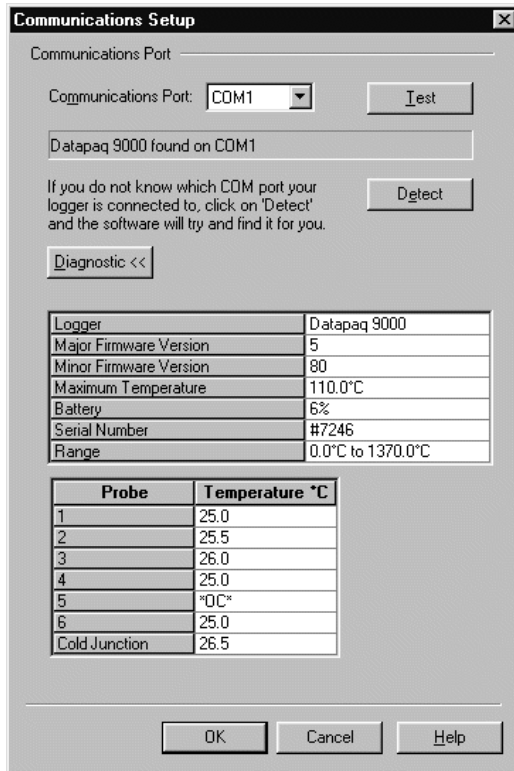 Communications Setup
Communications Port
Communications Port: COM1 Test
Datapaq 9000 found on COM1
If you do not know which COM port your
logger is connected to, click on 'Detect'
and the software will try and find it for you.
Detect
Diagnostic <<
Logger Datapaq 9000
Major Firmware Version 5
Minor Firmware Version 80
Maximum Temperature 110.0°C
Battery 6%
Serial Number #7246
Range 0.0°C to 1370.0°C
Probe Temperature °C
1 25.0
2 25.5
3 26.0
4 25.0
5 *OC*
6 25.0
Cold Junction 26.5
OK Cancel Help